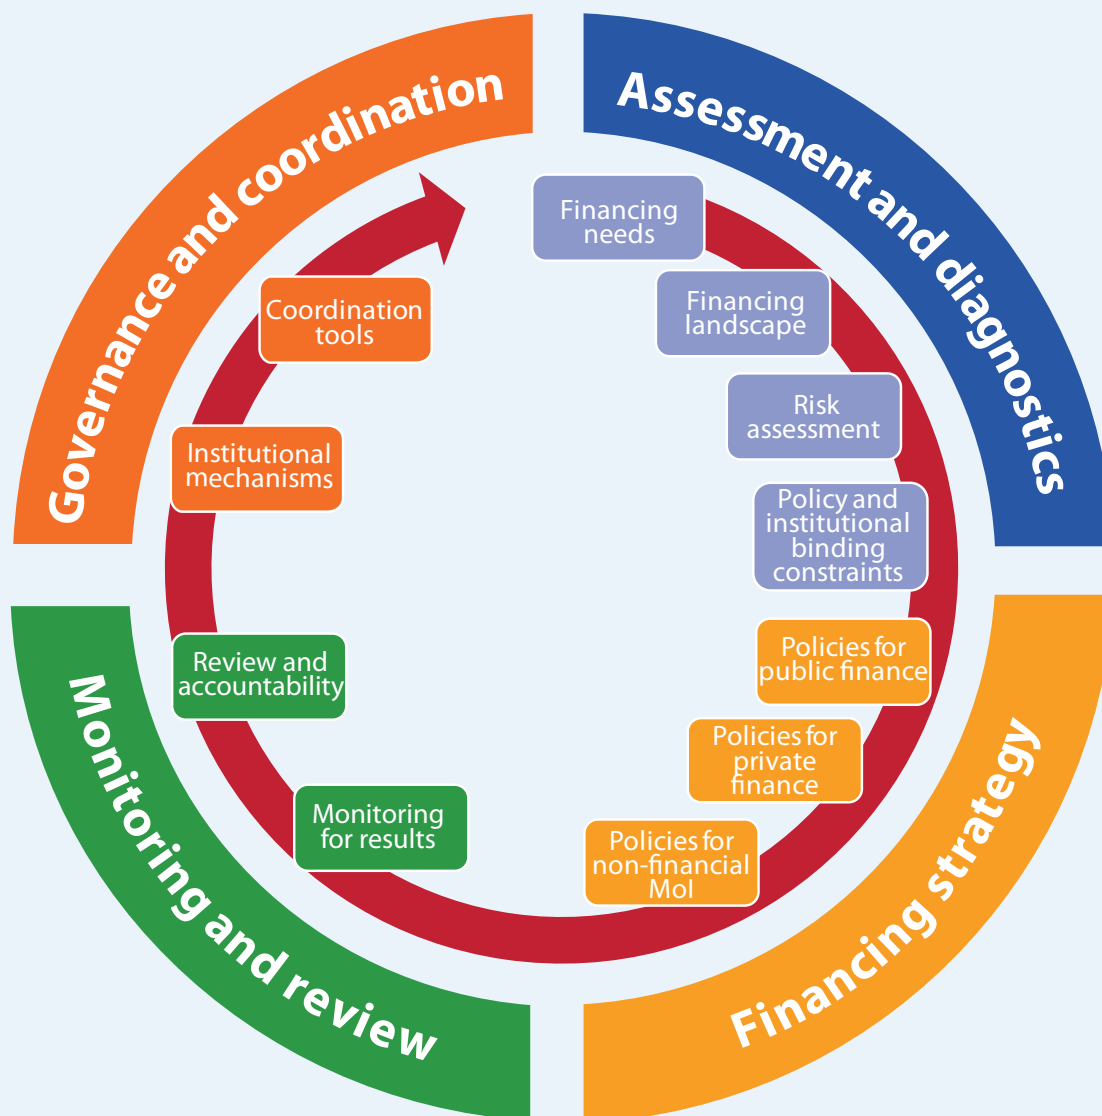 Governance and coordination
Assessment and diagnostics
Financing
needs
Financing
landscape
Risk
assessment
Policy and
institutional
binding
constraints
Policies for
public finance
Policies for
private
finance
Policies for
non-financial
MoI
Financing strategy
Monitoring
for results
Review and
accountability
Monitoring and review
Institutional
mechanisms
Coordination
tools